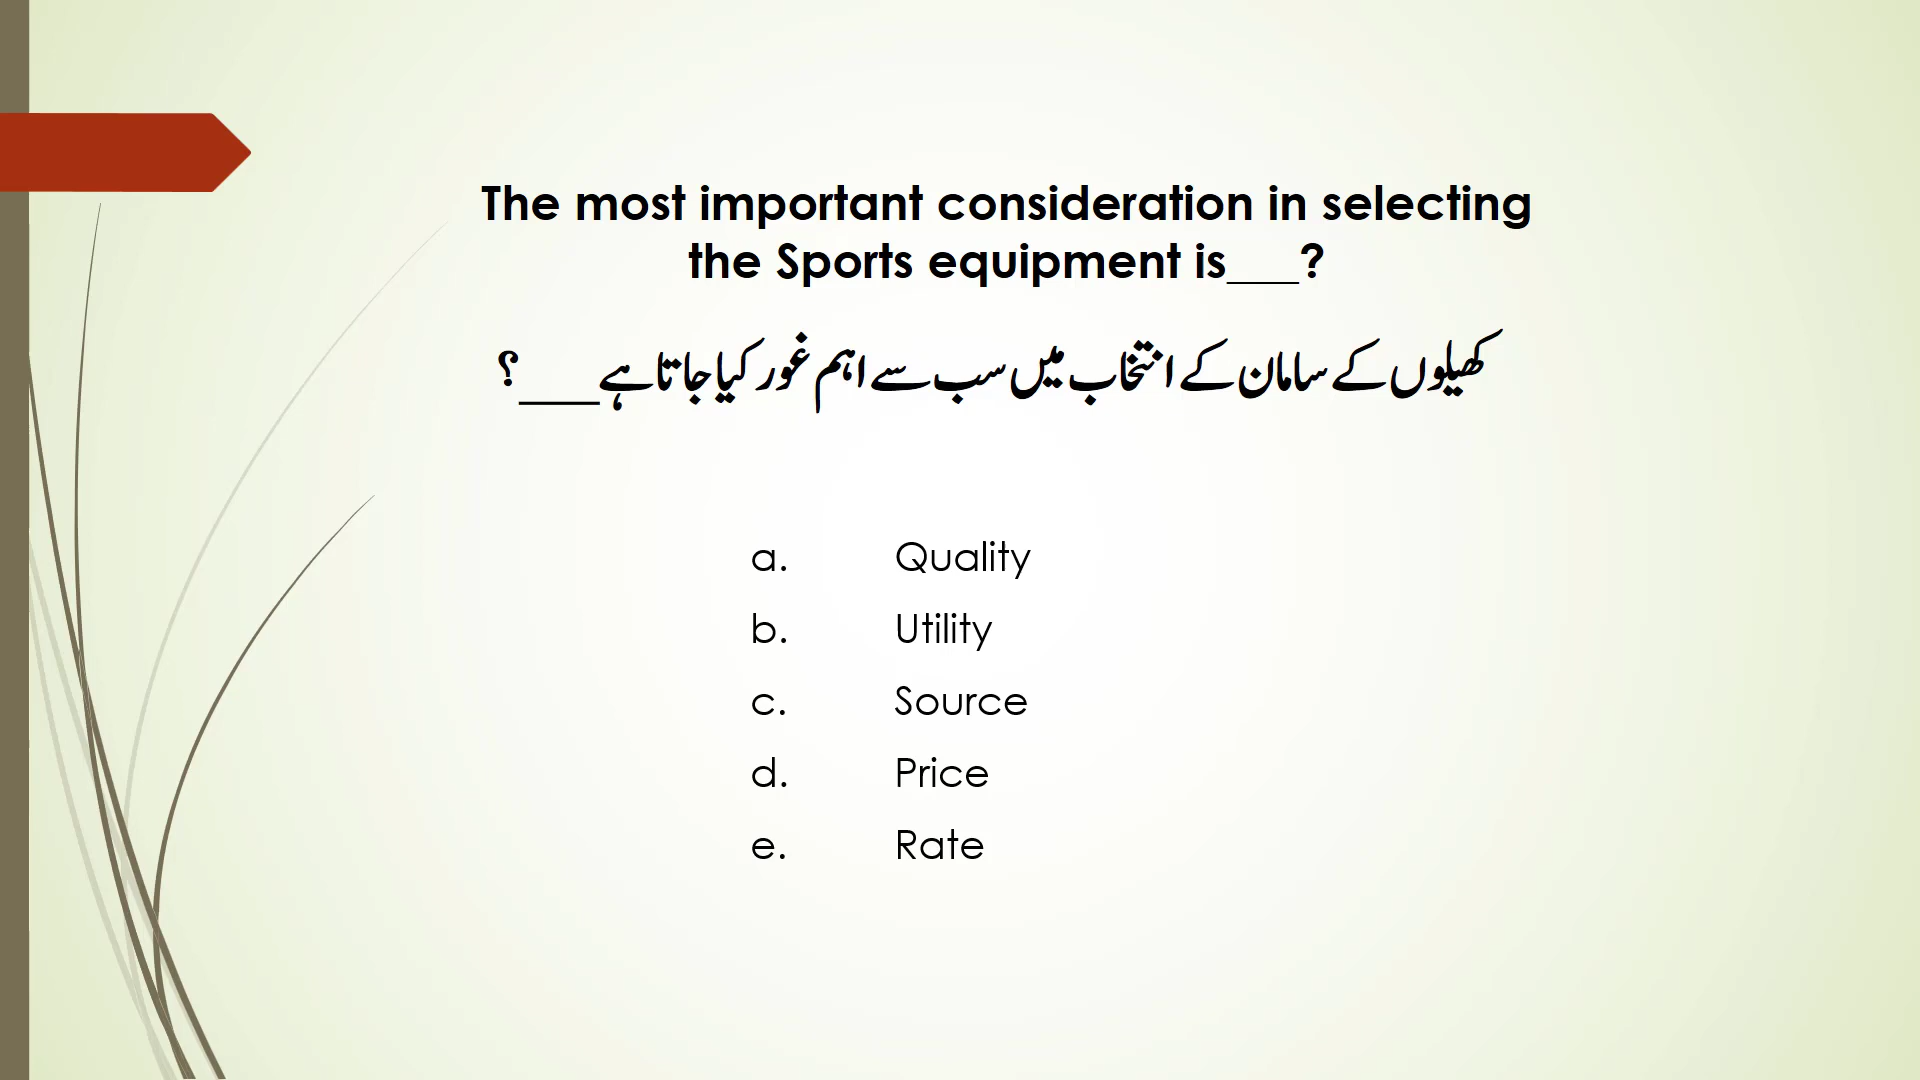 The most important consideration in selecting
the Sports equipment is___?
کھیلوں کے سامان کے انتخاب میں سب سے اہم غور کیا جاتا ہے___؟
a. Quality
b. Utility
c. Source
d. Price
e. Rate